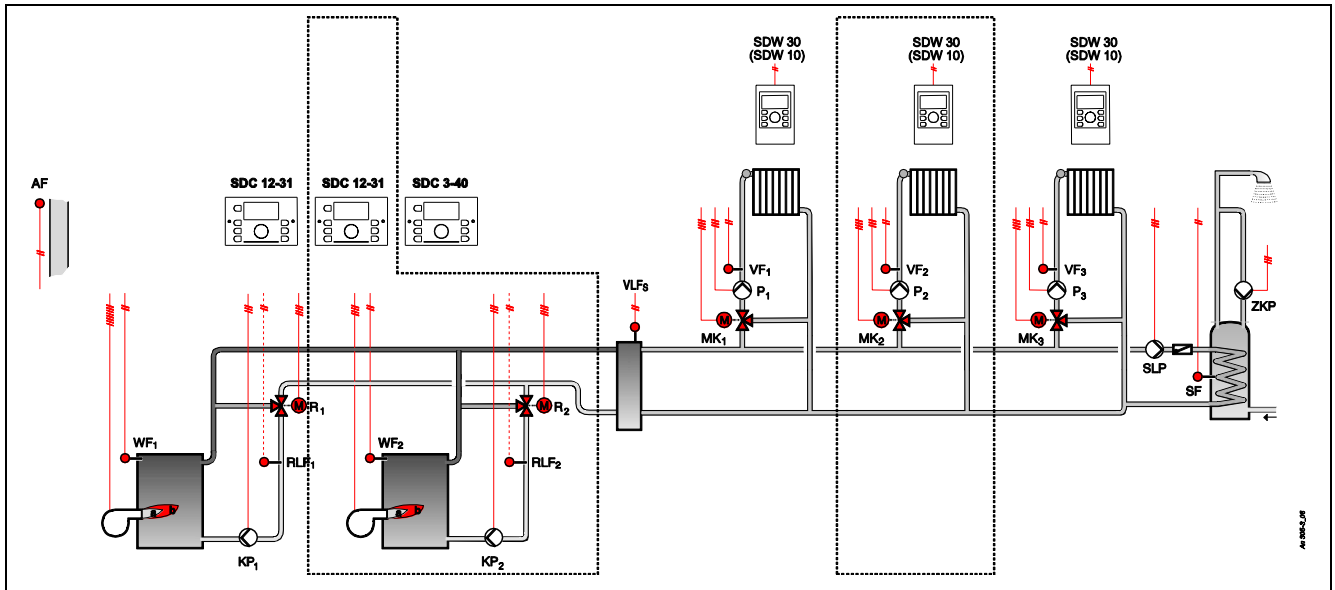 SDW 30
(SDW 10)
SDW 30
(SDW 10)
SDW 30
(SDW 10)
AF
SDC 12-31
SDC 12-31
SDC 3-40
VF1
VF2
VF3
P1
P2
P3
VLFS
M
M
M
MK1
MK2
MK3
ZKP
SLP
SF
M
R1
M
R2
WF1
RLF1
WF2
RLF2
KP1
KP2